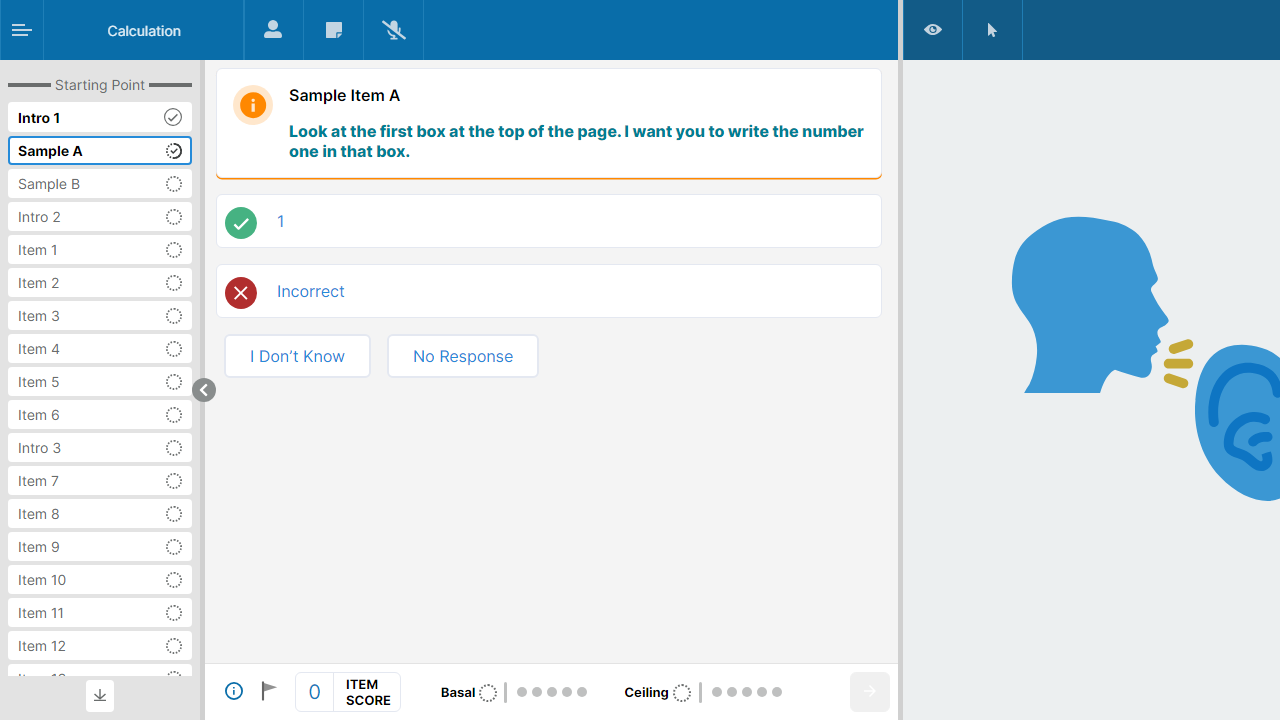 Calculation
Starting Point
Intro 1
Sample A
Sample B
Intro 2
Item 1
Item 2
Item 3
Item 4
Item 5
Item 6
Intro 3
Item 7
Item 8
Item 9
Item 10
Item 11
Item 12
Sample Item A
Look at the first box at the top of the page. I want you to write the number
one in that box.
1
Incorrect
I Don’t Know
No Response
0
ITEM
SCORE
Basal
Ceiling